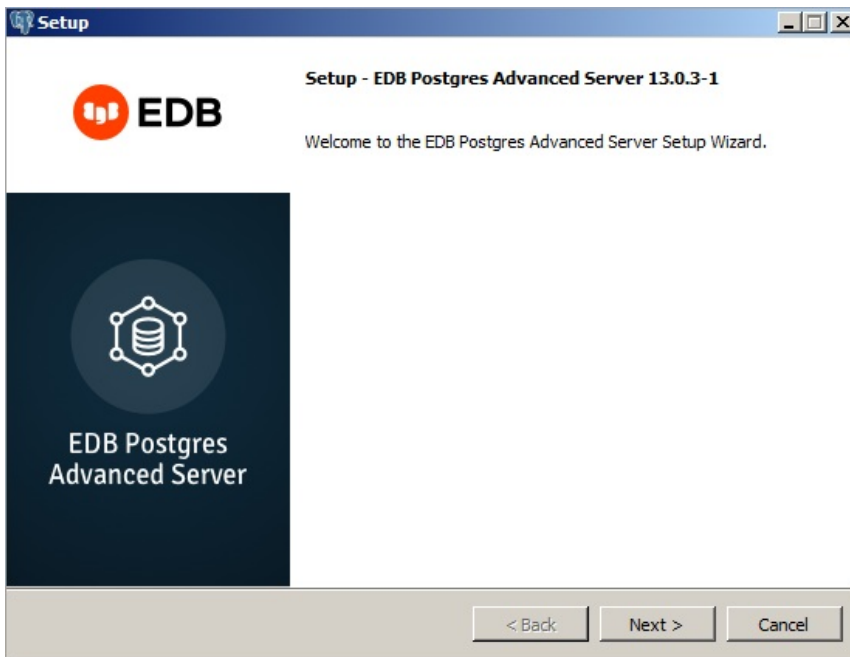 Setup
EDB
Setup - EDB Postgres Advanced Server 13.0.3-1
Welcome to the EDB Postgres Advanced Server Setup Wizard.
EDB Postgres
Advanced Server
< Back
Next >
Cancel